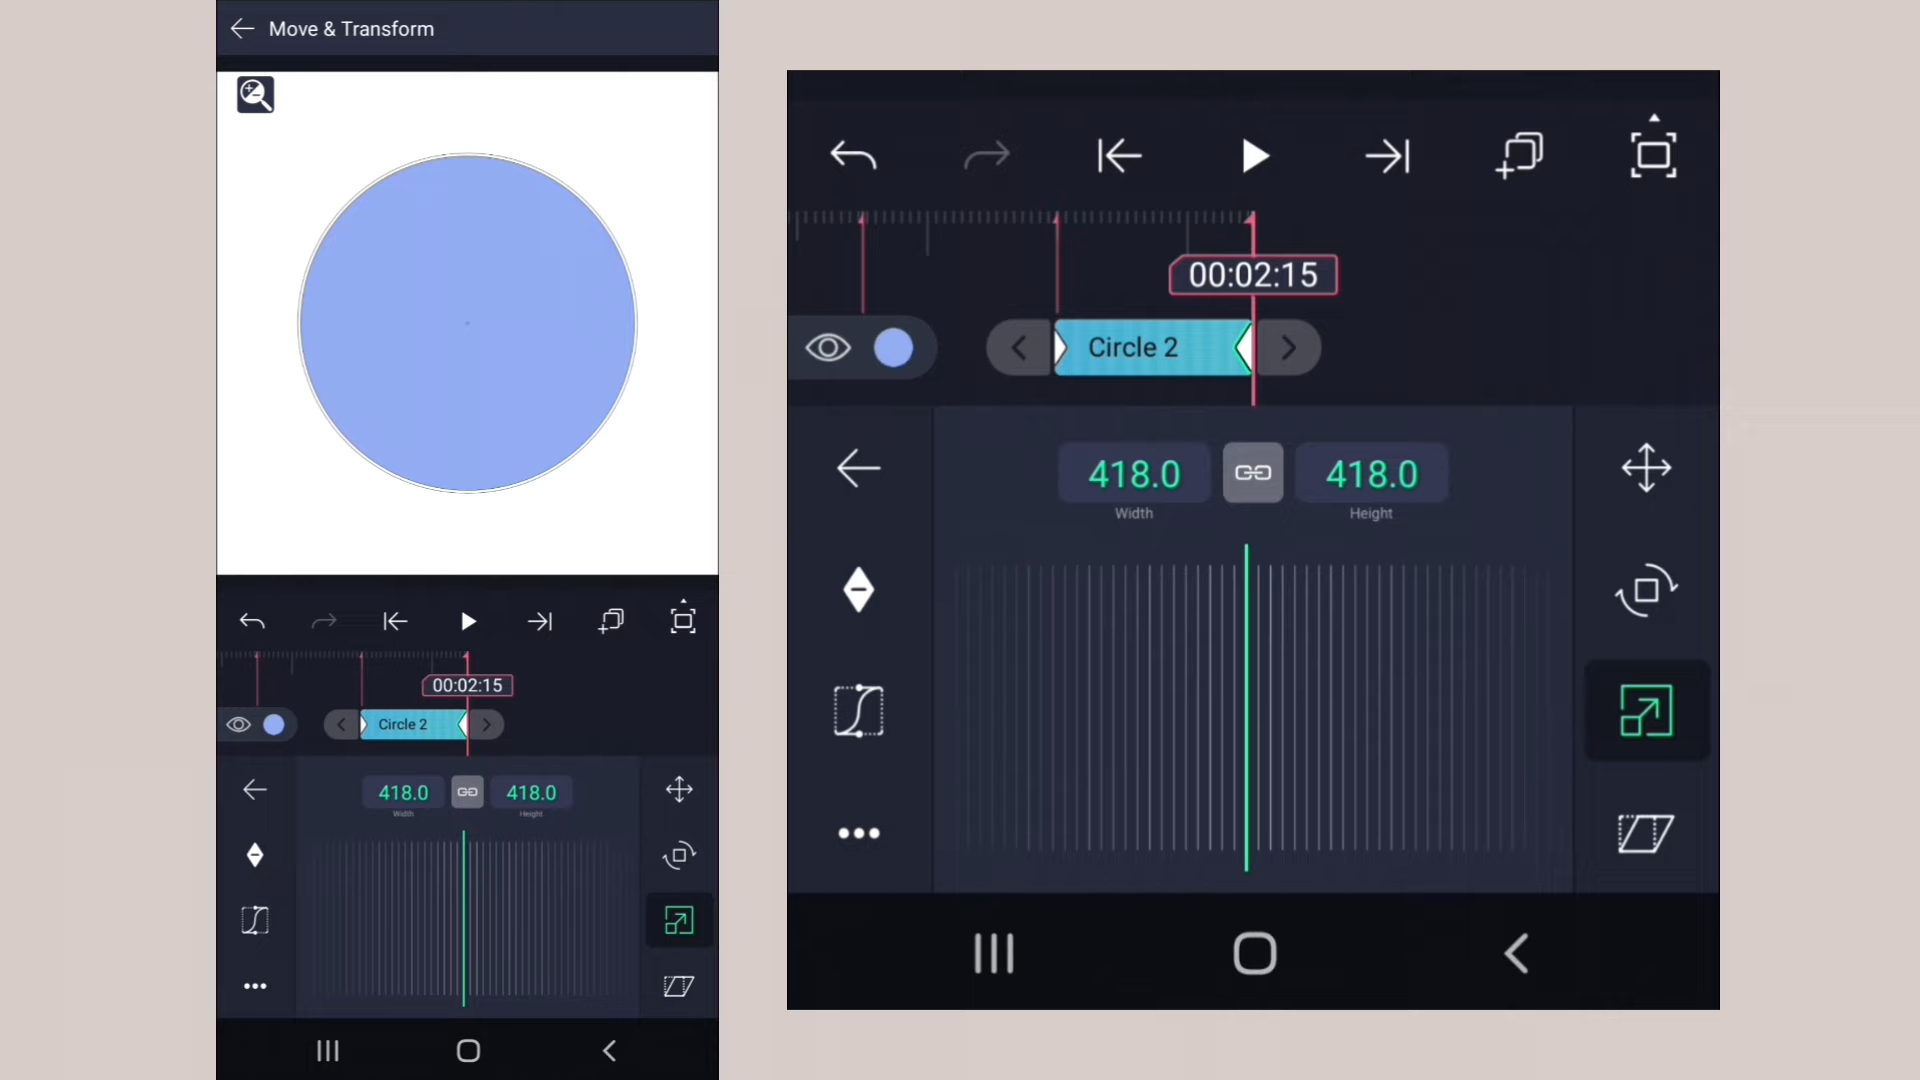 Move & Transform
00:02:15
Circle 2
418.0
418.0
Width
Height
00:02:15
Circle 2
418.0
418.0
Width
Height